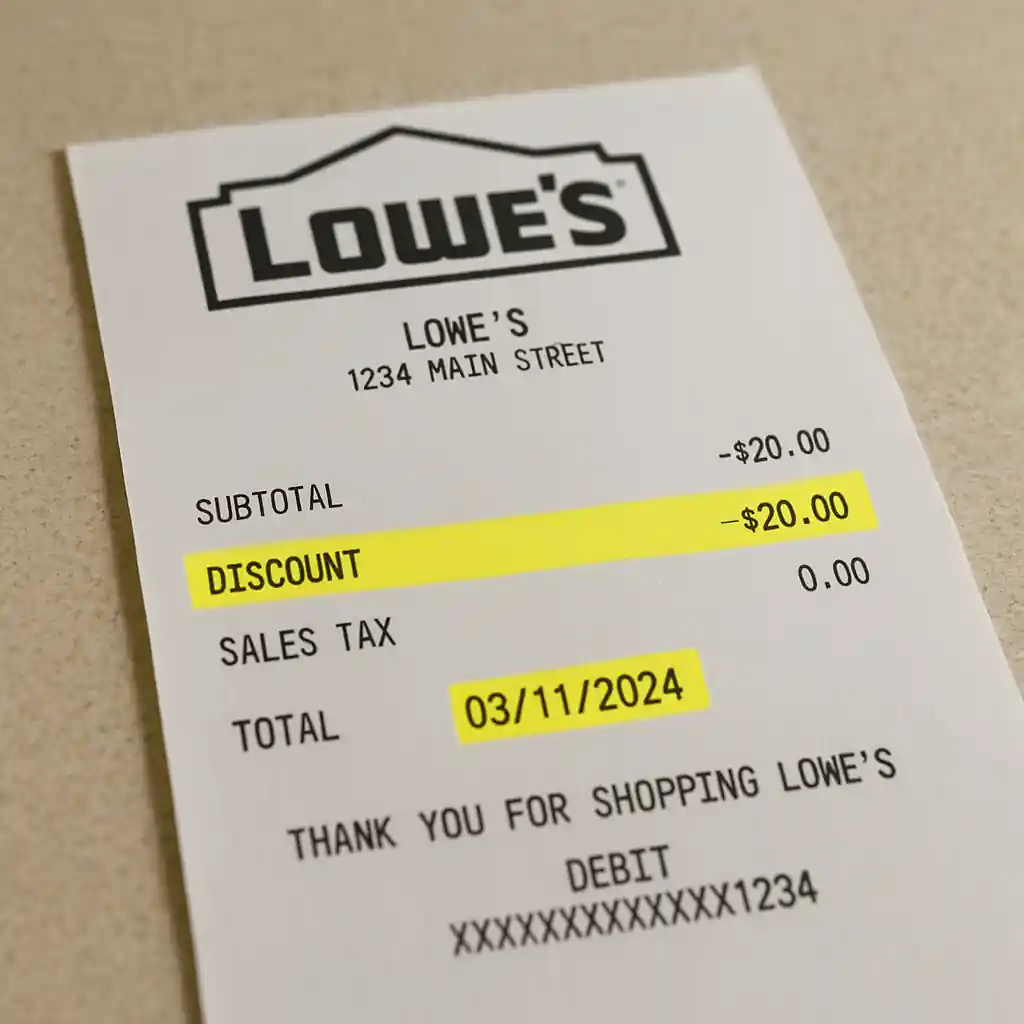 LOWE'S
LOWE'S
1234 MAIN STREET
SUBTOTAL -$20.00
DISCOUNT –$20.00
SALES TAX 0.00
TOTAL 03/11/2024
THANK YOU FOR SHOPPING LOWE'S
DEBIT
XXXXXXXXXXXXX1234